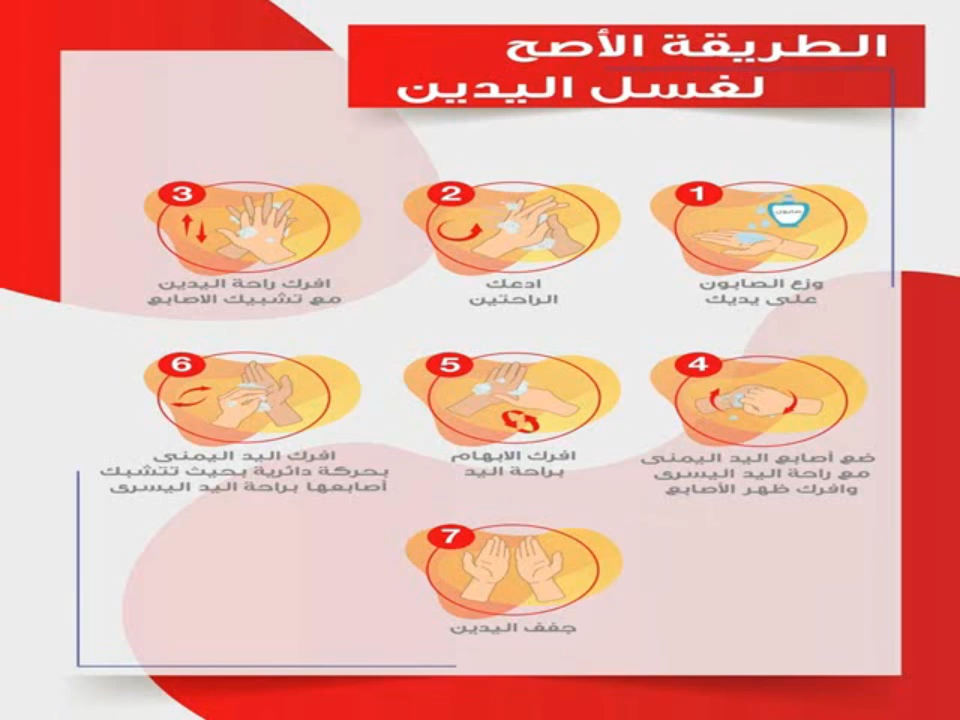 الطريقة الأصح
لغسل اليدين
1
صابون
وزع الصابون
على يديك
2
ادعك
الراحتين
3
افرك راحة اليدين
مع تشبيك الاصابع
4
ضع أصابع اليد اليمنى
مع راحة اليد اليسرى
وافرك ظهر الأصابع
5
افرك الابهام
براحة اليد
6
افرك اليد اليمنى
بحركة دائرية بحيث تتشبك
أصابعها براحة اليد اليسرى
7
جفف اليدين